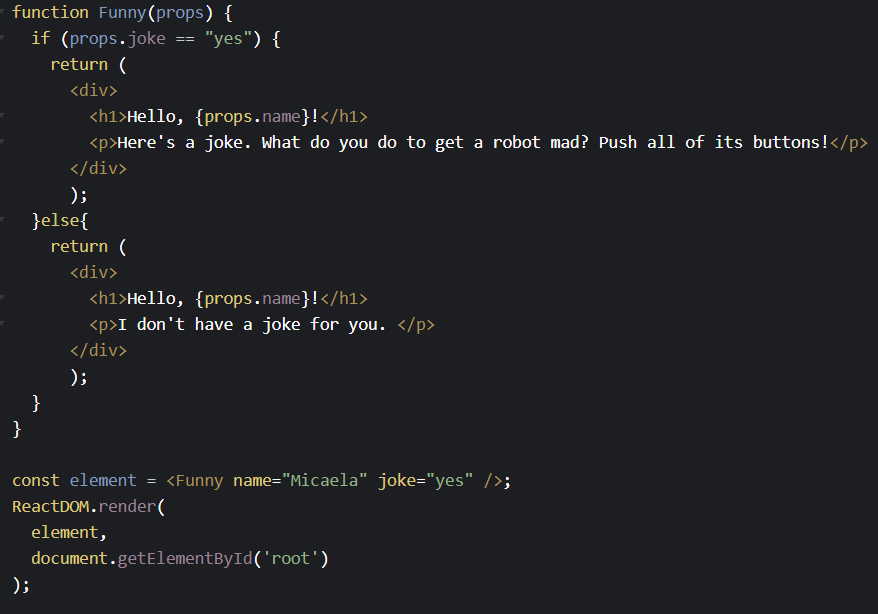 function Funny(props) {
  if (props.joke == "yes") {
    return (
      <div>
        <h1>Hello, {props.name}!</h1>
        <p>Here's a joke. What do you do to get a robot mad? Push all of its buttons!</p>
      </div>
      );
  }else{
    return (
      <div>
        <h1>Hello, {props.name}!</h1>
        <p>I don't have a joke for you. </p>
      </div>
      );
  }
}

const element = <Funny name="Micaela" joke="yes" />;
ReactDOM.render(
  element,
  document.getElementById('root')
);